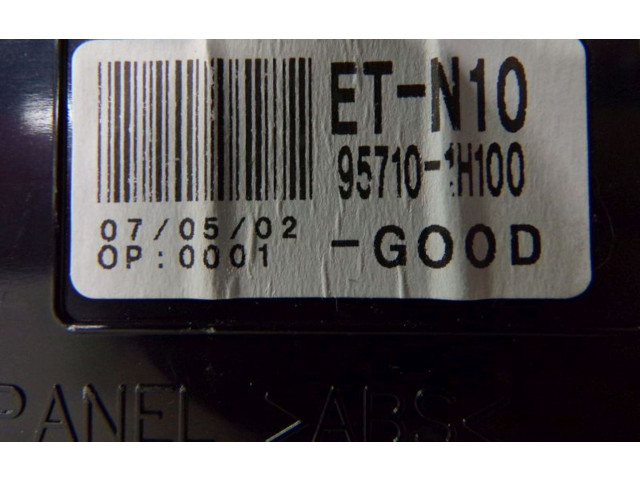 ET-N10
95710-1H100
07/05/02
OP:0001
-GOOD
PANEL >ABS<